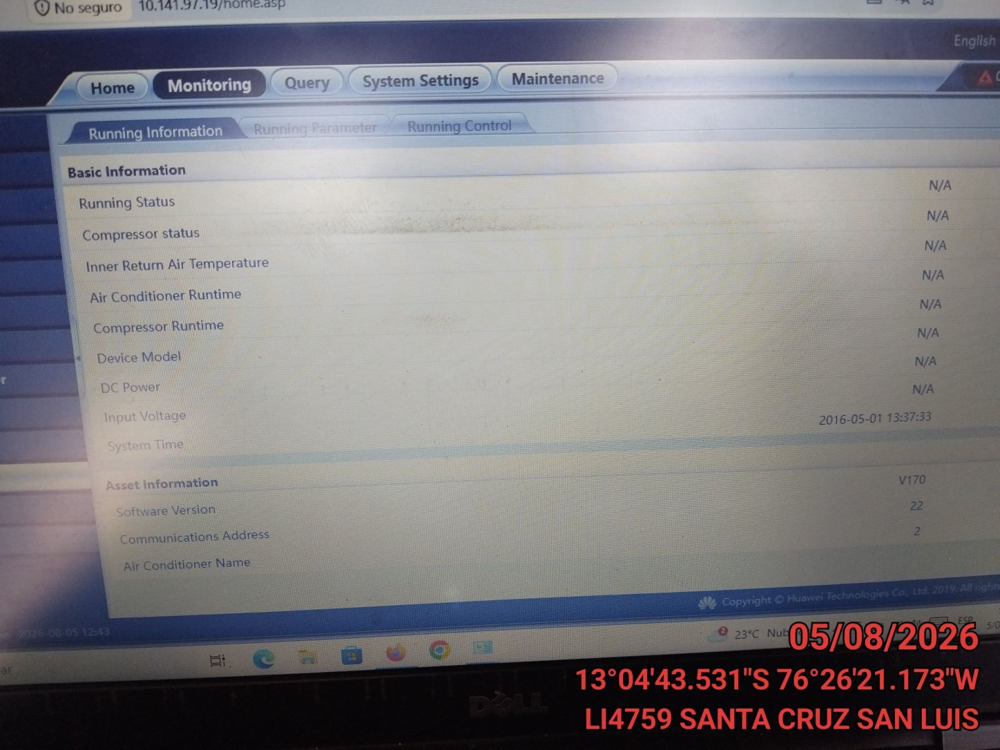 No seguro
10.141.97.19/home.asp
English
Home
Monitoring
Query
System Settings
Maintenance
Running Information
Running Parameter
Running Control
Basic Information
Running Status
N/A
Compressor status
N/A
Inner Return Air Temperature
N/A
Air Conditioner Runtime
N/A
Compressor Runtime
N/A
Device Model
N/A
DC Power
N/A
Input Voltage
N/A
System Time
2016-05-01 13:37:33
Asset Information
Software Version
V170
Communications Address
22
Air Conditioner Name
2
Copyright © Huawei Technologies Co., Ltd. 2019. All rights
2026-08-05 12:43
2
23°C
ESP
05/08/2026
13°04'43.531"S 76°26'21.173"W
LI4759 SANTA CRUZ SAN LUIS
DELL